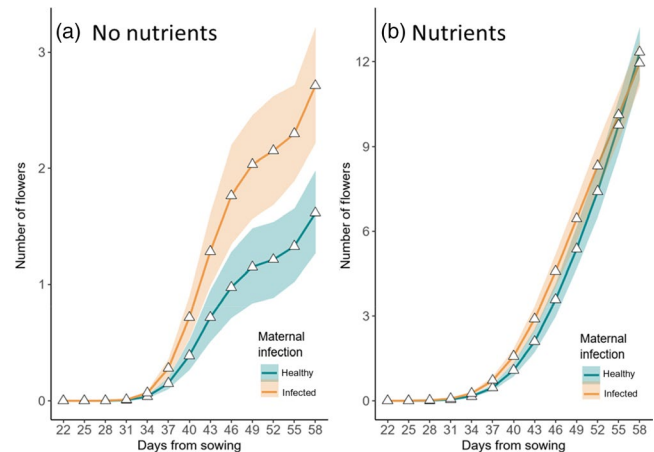 (a) No nutrients
3
2
1
0
Number of flowers
Maternal
infection
Healthy
Infected
22 25 28 31 34 37 40 43 46 49 52 55 58
Days from sowing
(b) Nutrients
12
9
6
3
0
Number of flowers
Maternal
infection
Healthy
Infected
22 25 28 31 34 37 40 43 46 49 52 55 58
Days from sowing